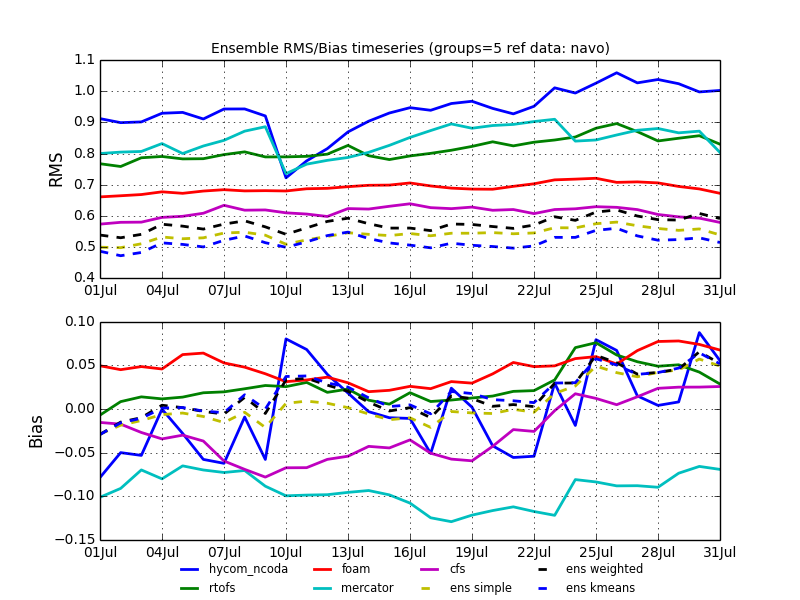 Ensemble RMS/Bias timeseries (groups=5 ref data: navo)
1.1
1.0
0.9
0.8
0.7
0.6
0.5
0.4
RMS
01Jul 04Jul 07Jul 10Jul 13Jul 16Jul 19Jul 22Jul 25Jul 28Jul 31Jul
0.10
0.05
0.00
−0.05
−0.10
−0.15
Bias
01Jul 04Jul 07Jul 10Jul 13Jul 16Jul 19Jul 22Jul 25Jul 28Jul 31Jul
hycom_ncoda foam cfs ens weighted
rtofs mercator ens simple ens kmeans